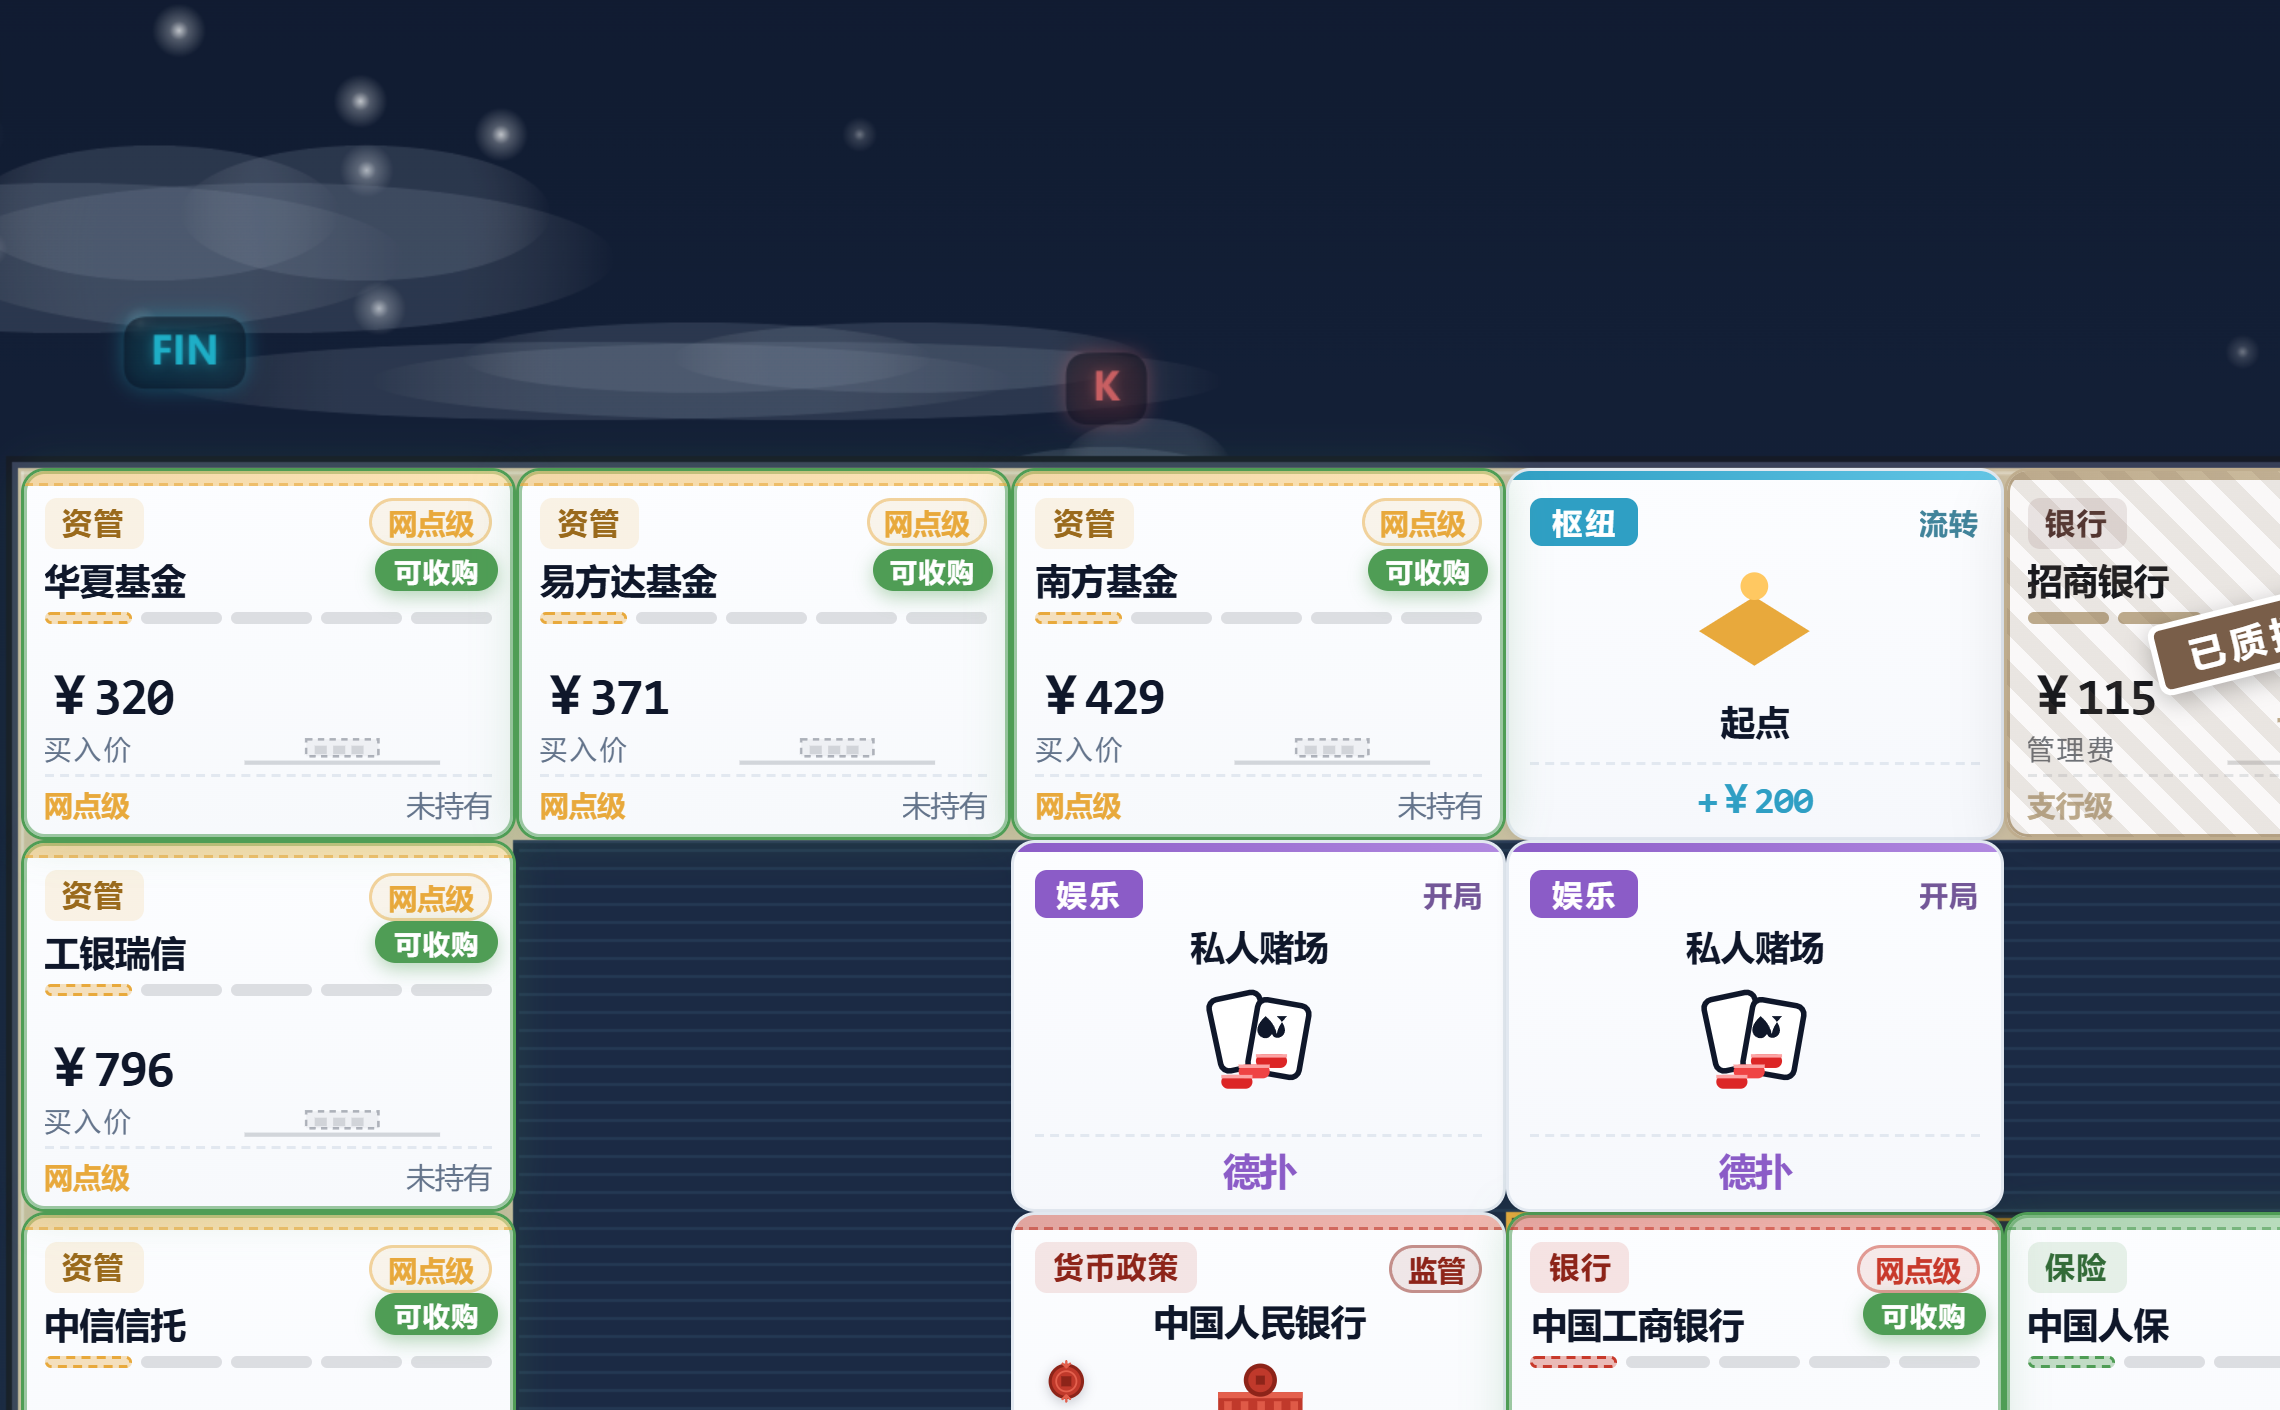 FIN
K
资管
网点级
可收购
华夏基金
¥320
买入价
网点级
未持有
资管
网点级
可收购
易方达基金
¥371
买入价
网点级
未持有
资管
网点级
可收购
南方基金
¥429
买入价
网点级
未持有
枢纽
流转
起点
+¥200
银行
招商银行
已质
¥115
管理费
支行级
资管
网点级
可收购
工银瑞信
¥796
买入价
网点级
未持有
娱乐
开局
私人赌场
德扑
娱乐
开局
私人赌场
德扑
资管
网点级
可收购
中信信托
货币政策
监管
中国人民银行
银行
网点级
可收购
中国工商银行
保险
中国人保